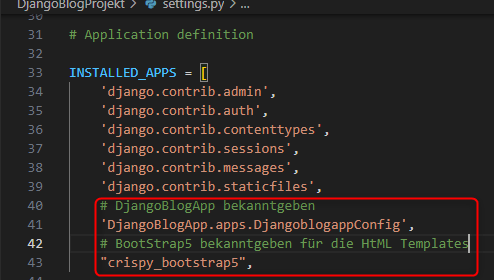 DjangoBlogProjekt > settings.py > ...
30
31 # Application definition
32
33 INSTALLED_APPS = [
34 'django.contrib.admin',
35 'django.contrib.auth',
36 'django.contrib.contenttypes',
37 'django.contrib.sessions',
38 'django.contrib.messages',
39 'django.contrib.staticfiles',
40 # DjangoBlogApp bekanntgeben
41 'DjangoBlogApp.apps.DjangoblogappConfig',
42 # BootStrap5 bekanntgeben für die HtML Templates
43 "crispy_bootstrap5",